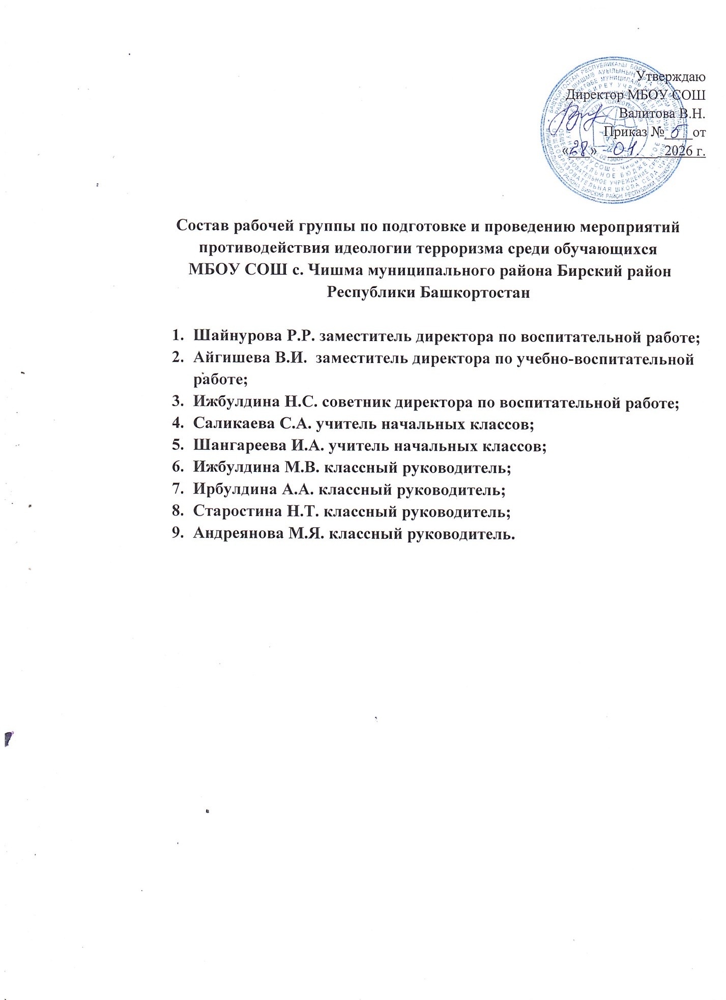 Утверждаю
Директор МБОУ СОШ
Валитова В.Н.
Приказ № 5 от
«28» 01. 2026 г.
Состав рабочей группы по подготовке и проведению мероприятий
противодействия идеологии терроризма среди обучающихся
МБОУ СОШ с. Чишма муниципального района Бирский район
Республики Башкортостан
1. Шайнурова Р.Р. заместитель директора по воспитательной работе;
2. Айгишева В.И. заместитель директора по учебно-воспитательной
работе;
3. Ижбулдина Н.С. советник директора по воспитательной работе;
4. Саликаева С.А. учитель начальных классов;
5. Шангареева И.А. учитель начальных классов;
6. Ижбулдина М.В. классный руководитель;
7. Ирбулдина А.А. классный руководитель;
8. Старостина Н.Т. классный руководитель;
9. Андреянова М.Я. классный руководитель.